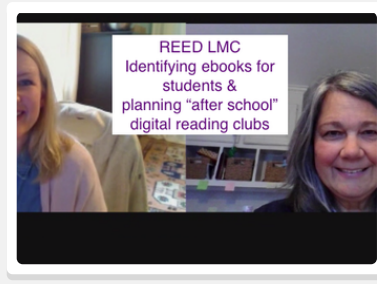 REED LMC
Identifying ebooks for
students &
planning “after school”
digital reading clubs